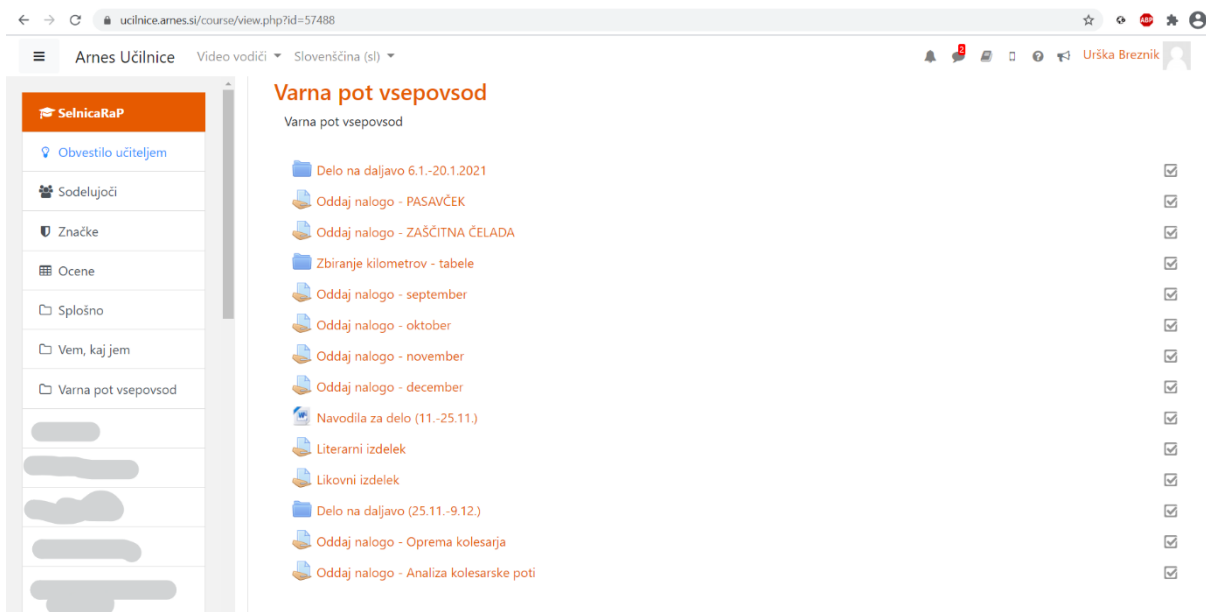 ucilnice.arnes.si/course/view.php?id=57488
ABP
Arnes Učilnice Video vodiči Slovenščina (sl) 2 Urška Breznik
SelnicaRaP
Obvestilo učiteljem
Sodelujoči
Značke
Ocene
Splošno
Vem, kaj jem
Varna pot vsepovsod
Varna pot vsepovsod
Varna pot vsepovsod
Delo na daljavo 6.1.-20.1.2021
Oddaj nalogo - PASAVČEK
Oddaj nalogo - ZAŠČITNA ČELADA
Zbiranje kilometrov - tabele
Oddaj nalogo - september
Oddaj nalogo - oktober
Oddaj nalogo - november
Oddaj nalogo - december
Navodila za delo (11.-25.11.)
Literarni izdelek
Likovni izdelek
Delo na daljavo (25.11.-9.12.)
Oddaj nalogo - Oprema kolesarja
Oddaj nalogo - Analiza kolesarske poti